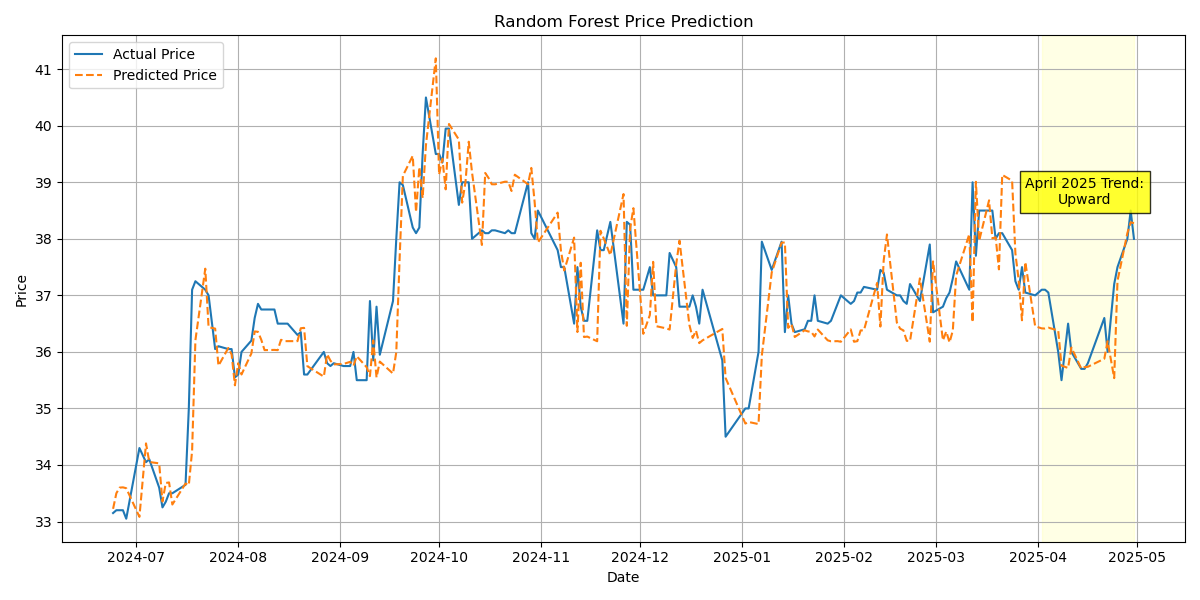 Random Forest Price Prediction
Actual Price
Predicted Price
April 2025 Trend:
Upward
Price
41
40
39
38
37
36
35
34
33
2024-07 2024-08 2024-09 2024-10 2024-11 2024-12 2025-01 2025-02 2025-03 2025-04 2025-05
Date